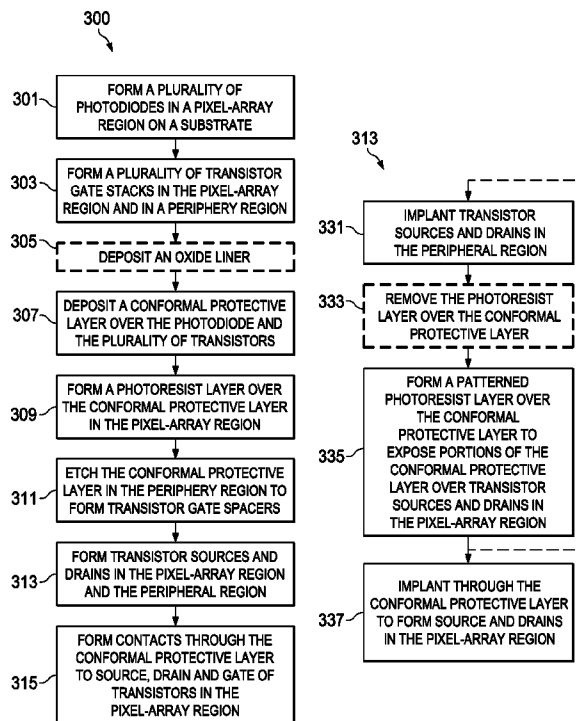 300
301
FORM A PLURALITY OF
PHOTODIODES IN A PIXEL-ARRAY
REGION ON A SUBSTRATE
303
FORM A PLURALITY OF TRANSISTOR
GATE STACKS IN THE PIXEL-ARRAY
REGION AND IN A PERIPHERY REGION
305
DEPOSIT AN OXIDE LINER
307
DEPOSIT A CONFORMAL PROTECTIVE
LAYER OVER THE PHOTODIODE AND
THE PLURALITY OF TRANSISTORS
309
FORM A PHOTORESIST LAYER OVER
THE CONFORMAL PROTECTIVE LAYER
IN THE PIXEL-ARRAY REGION
311
ETCH THE CONFORMAL PROTECTIVE
LAYER IN THE PERIPHERY REGION TO
FORM TRANSISTOR GATE SPACERS
313
FORM TRANSISTOR SOURCES AND
DRAINS IN THE PIXEL-ARRAY REGION
AND THE PERIPHERAL REGION
315
FORM CONTACTS THROUGH THE
CONFORMAL PROTECTIVE LAYER
TO SOURCE, DRAIN AND GATE OF
TRANSISTORS IN THE
PIXEL-ARRAY REGION
313
331
IMPLANT TRANSISTOR
SOURCES AND DRAINS IN
THE PERIPHERAL REGION
333
REMOVE THE PHOTORESIST
LAYER OVER THE CONFORMAL
PROTECTIVE LAYER
335
FORM A PATTERNED
PHOTORESIST LAYER OVER
THE CONFORMAL
PROTECTIVE LAYER TO
EXPOSE PORTIONS OF THE
CONFORMAL PROTECTIVE
LAYER OVER TRANSISTOR
SOURCES AND DRAINS IN
THE PIXEL-ARRAY REGION
337
IMPLANT THROUGH THE
CONFORMAL PROTECTIVE LAYER
TO FORM SOURCE AND DRAINS
IN THE PIXEL-ARRAY REGION